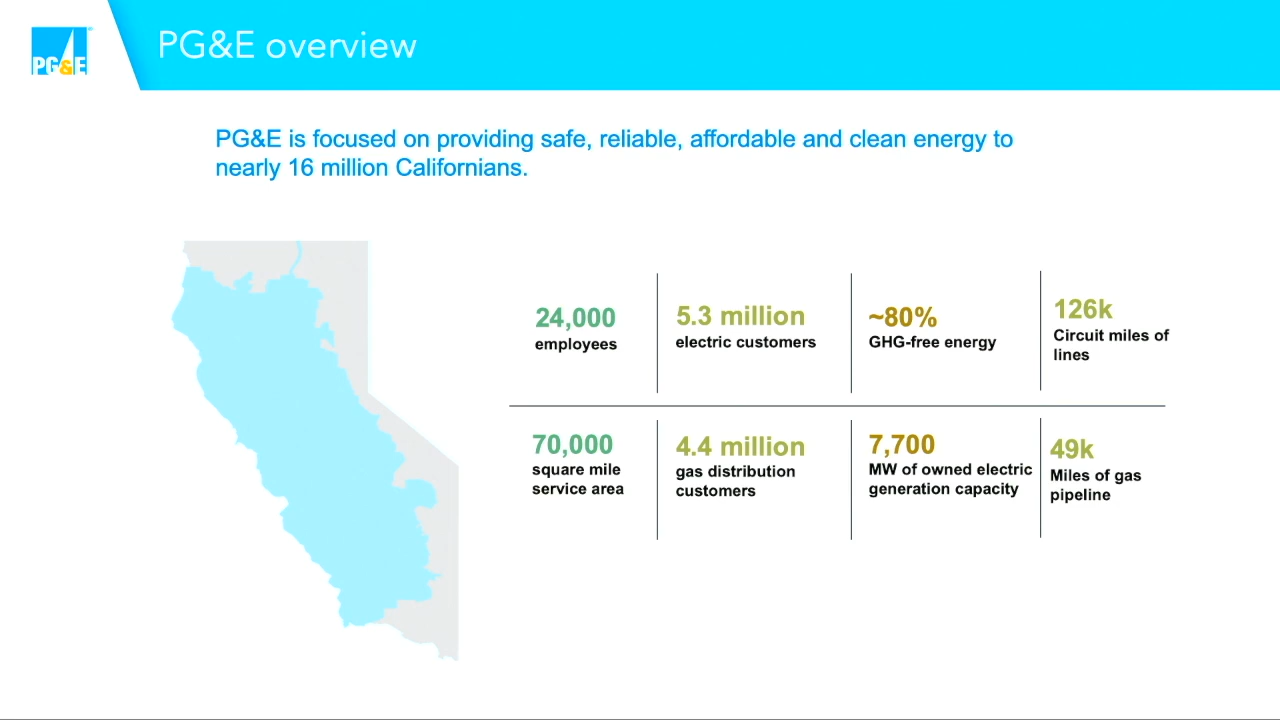 PG&E
PG&E overview
PG&E is focused on providing safe, reliable, affordable and clean energy to
nearly 16 million Californians.
24,000
employees
5.3 million
electric customers
~80%
GHG-free energy
126k
Circuit miles of
lines
70,000
square mile
service area
4.4 million
gas distribution
customers
7,700
MW of owned electric
generation capacity
49k
Miles of gas
pipeline